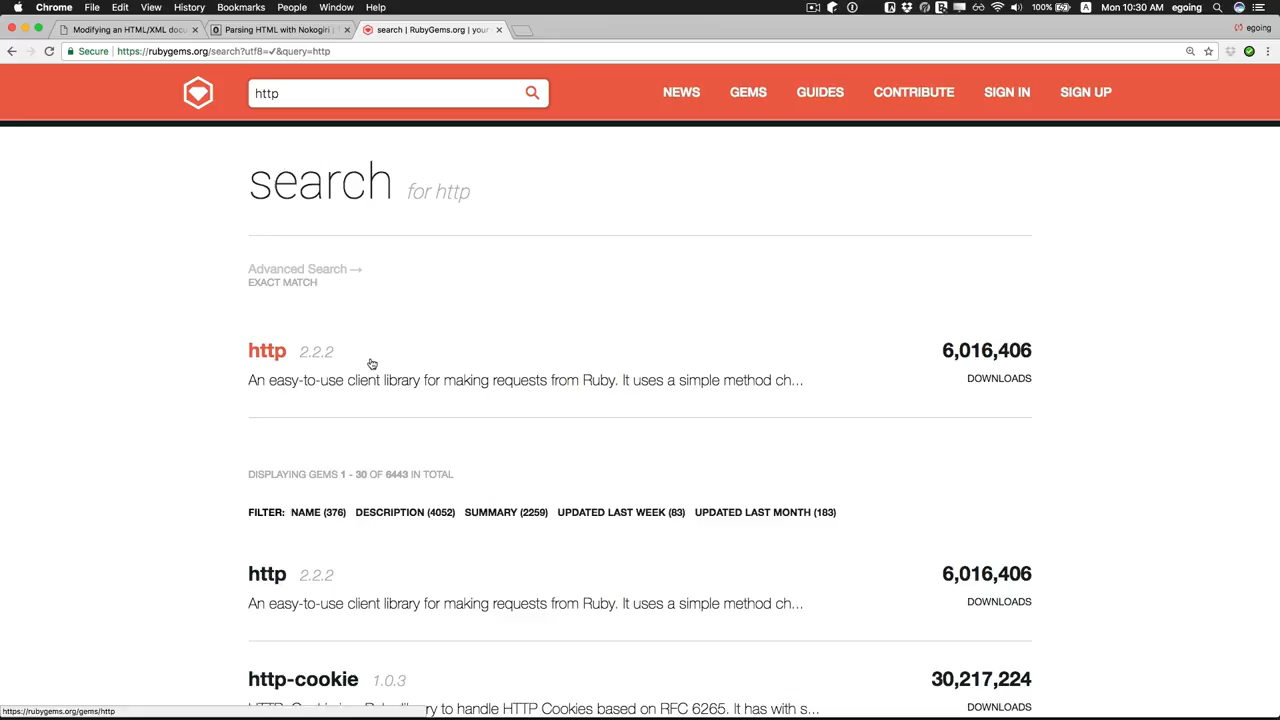 Chrome File Edit View History Bookmarks People Window Help 100% Mon 10:30 AM egoing
Modifying an HTML/XML docu
Parsing HTML with Nokogiri |
search | RubyGems.org | your
egoing
Secure https://rubygems.org/search?utf8=✓&query=http
http
NEWS GEMS GUIDES CONTRIBUTE SIGN IN SIGN UP
search for http
Advanced Search →
EXACT MATCH
http 2.2.2 6,016,406
An easy-to-use client library for making requests from Ruby. It uses a simple method ch... DOWNLOADS
DISPLAYING GEMS 1 - 30 OF 6443 IN TOTAL
FILTER: NAME (376) DESCRIPTION (4052) SUMMARY (2259) UPDATED LAST WEEK (83) UPDATED LAST MONTH (183)
http 2.2.2 6,016,406
An easy-to-use client library for making requests from Ruby. It uses a simple method ch... DOWNLOADS
http-cookie 1.0.3 30,217,224
to handle HTTP Cookies based on RFC 6265. It has with s... DOWNLOADS
https://rubygems.org/gems/http